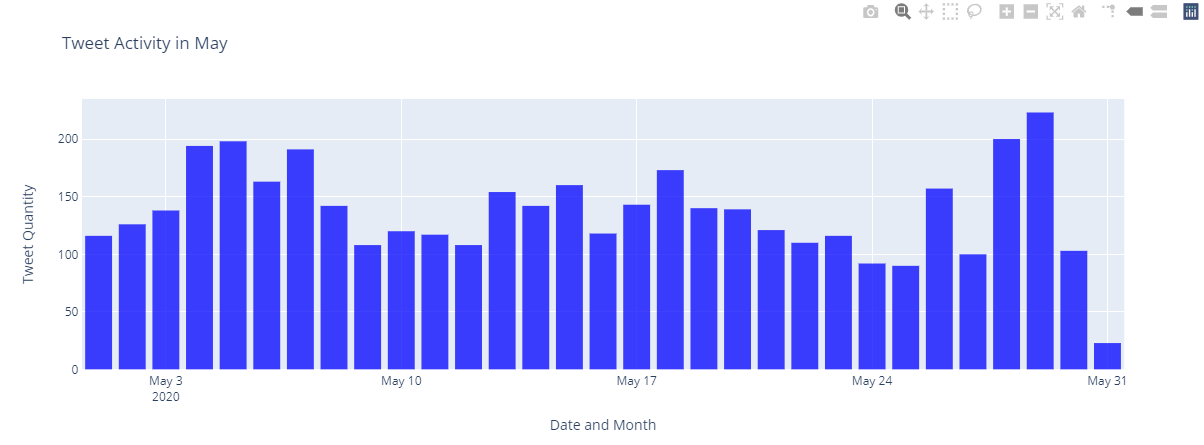 Tweet Activity in May
Tweet Quantity
200
150
100
50
0
May 3
2020
May 10
May 17
May 24
May 31
Date and Month